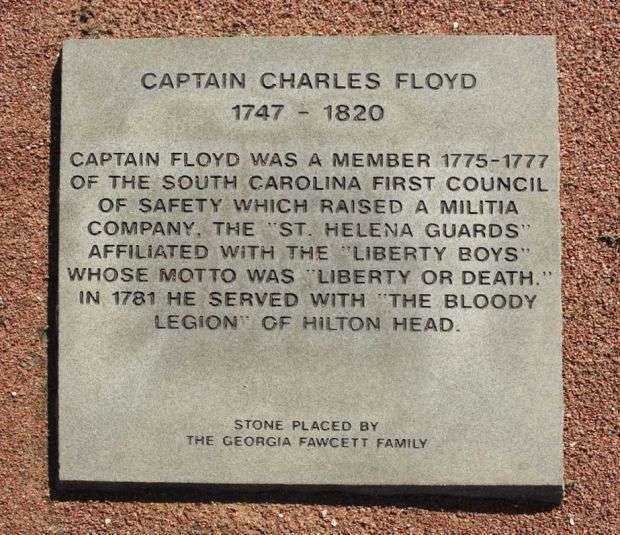 CAPTAIN CHARLES FLOYD
1747 - 1820
CAPTAIN FLOYD WAS A MEMBER 1775-1777
OF THE SOUTH CAROLINA FIRST COUNCIL
OF SAFETY WHICH RAISED A MILITIA
COMPANY, THE "ST. HELENA GUARDS"
AFFILIATED WITH THE "LIBERTY BOYS"
WHOSE MOTTO WAS "LIBERTY OR DEATH."
IN 1781 HE SERVED WITH "THE BLOODY
LEGION" OF HILTON HEAD.
STONE PLACED BY
THE GEORGIA FAWCETT FAMILY